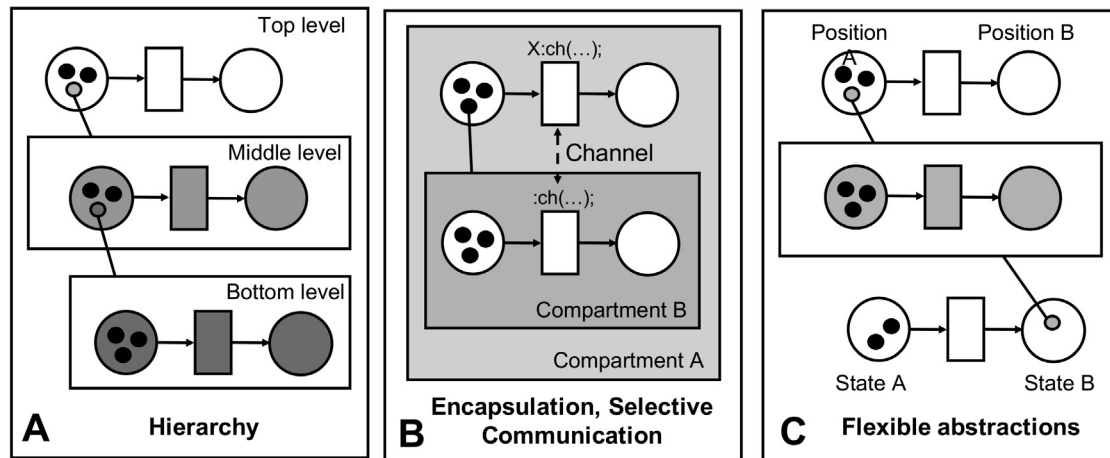 Top level
Middle level
Bottom level
A
Hierarchy
X:ch(...);
Channel
:ch(...);
Compartment B
Compartment A
B
Encapsulation, Selective
Communication
Position
A
Position B
State A
State B
C
Flexible abstractions